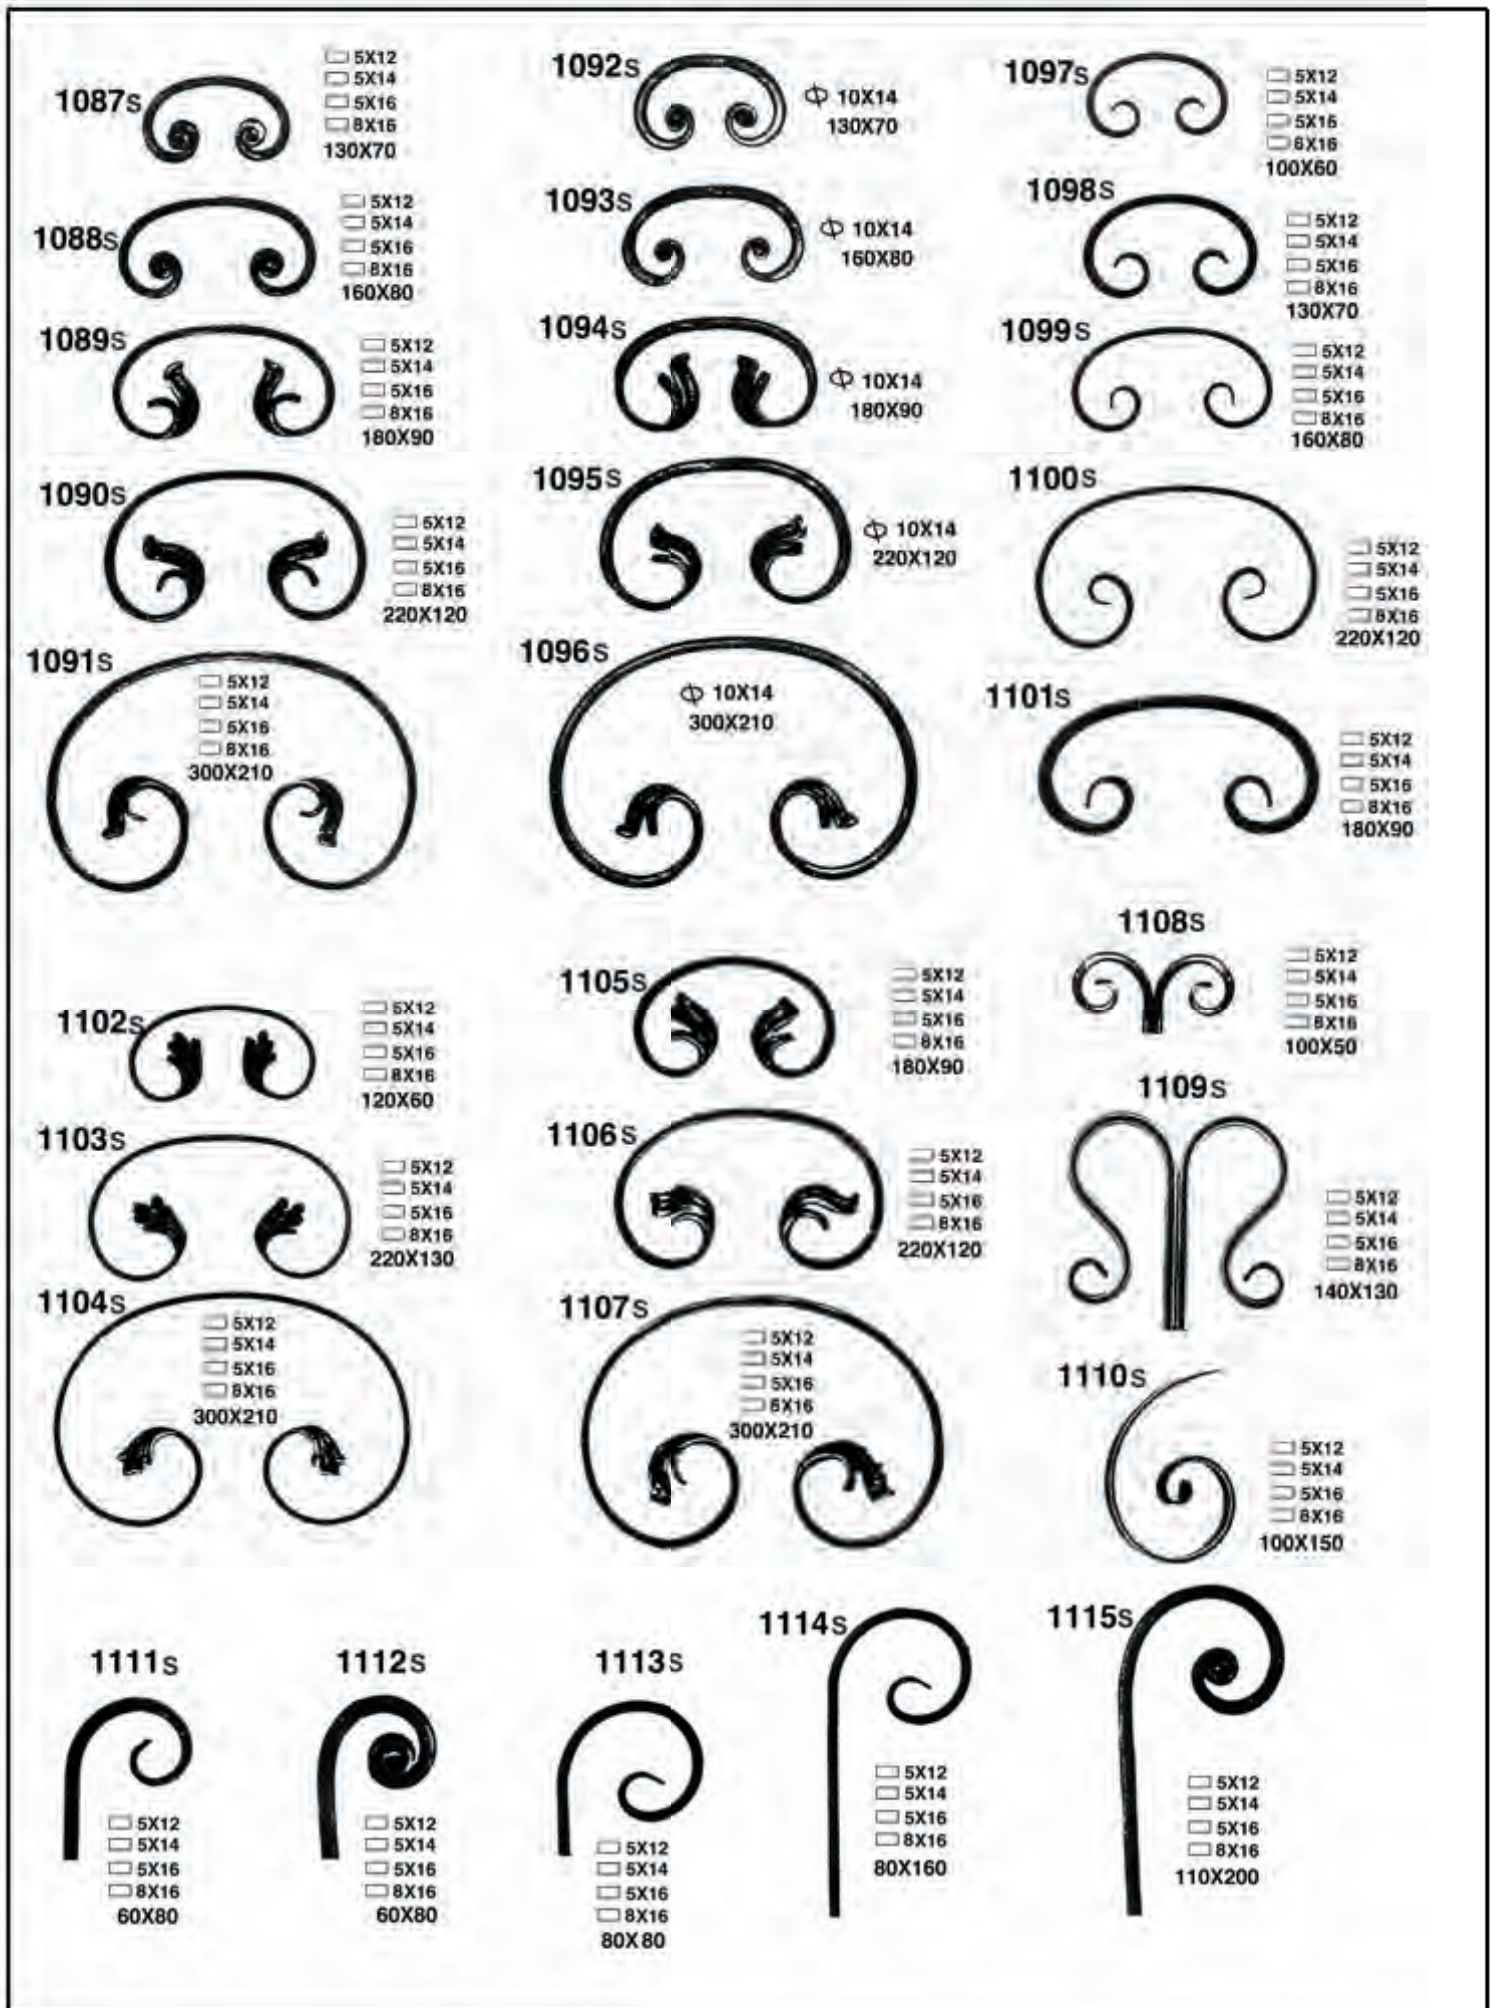 1087S
5X12
5X14
5X16
8X16
130X70
1088S
5X12
5X14
5X16
8X16
160X80
1089S
5X12
5X14
5X16
8X16
180X90
1090S
5X12
5X14
5X16
8X16
220X120
1091S
5X12
5X14
5X16
8X16
300X210
1092S
Φ 10X14
130X70
1093S
Φ 10X14
160X80
1094S
Φ 10X14
180X90
1095S
Φ 10X14
220X120
1096S
Φ 10X14
300X210
1097S
5X12
5X14
5X16
8X16
100X60
1098S
5X12
5X14
5X16
8X16
130X70
1099S
5X12
5X14
5X16
8X16
160X80
1100S
5X12
5X14
5X16
8X16
220X120
1101S
5X12
5X14
5X16
8X16
180X90
1102S
5X12
5X14
5X16
8X16
120X60
1103S
5X12
5X14
5X16
8X16
220X130
1104S
5X12
5X14
5X16
8X16
300X210
1105S
5X12
5X14
5X16
8X16
180X90
1106S
5X12
5X14
5X16
8X16
220X120
1107S
5X12
5X14
5X16
8X16
300X210
1108S
5X12
5X14
5X16
8X16
100X50
1109S
5X12
5X14
5X16
8X16
140X130
1110S
5X12
5X14
5X16
8X16
100X150
1111S
5X12
5X14
5X16
8X16
60X80
1112S
5X12
5X14
5X16
8X16
60X80
1113S
5X12
5X14
5X16
8X16
80X80
1114S
5X12
5X14
5X16
8X16
80X160
1115S
5X12
5X14
5X16
8X16
110X200